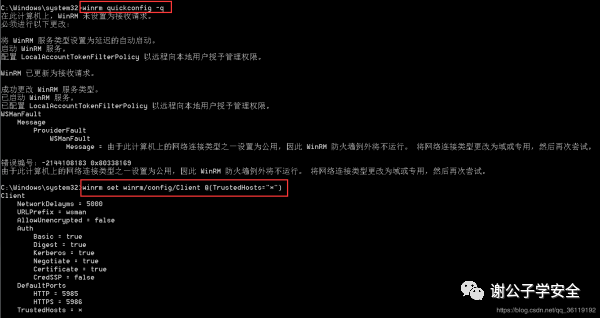 C:\Windows\system32>winrm quickconfig -q
在此计算机上，WinRM 未设置为接收请求。
必须进行以下更改:
将 WinRM 服务类型设置为延迟的自动启动。
启动 WinRM 服务。
配置 LocalAccountTokenFilterPolicy 以远程向本地用户授予管理权限。
WinRM 已更新为接收请求。
成功更改 WinRM 服务类型。
已启动 WinRM 服务。
已配置 LocalAccountTokenFilterPolicy 以远程向本地用户授予管理权限。
WSManFault
Message
ProviderFault
WSManFault
Message = 由于此计算机上的网络连接类型之一设置为公用，因此 WinRM 防火墙例外将不运行。 将网络连接类型更改为域或专用，然后再次尝试。
错误编号: -2144108183 0x80338169
由于此计算机上的网络连接类型之一设置为公用，因此 WinRM 防火墙例外将不运行。 将网络连接类型更改为域或专用，然后再次尝试。
C:\Windows\system32>winrm set winrm/config/Client @{TrustedHosts="*"}
Client
NetworkDelayms = 5000
URLPrefix = wsman
AllowUnencrypted = false
Auth
Basic = true
Digest = true
Kerberos = true
Negotiate = true
Certificate = true
CredSSP = false
DefaultPorts
HTTP = 5985
HTTPS = 5986
TrustedHosts = *
谢公子学安全
https://blog.csdn.net/qq_36119192